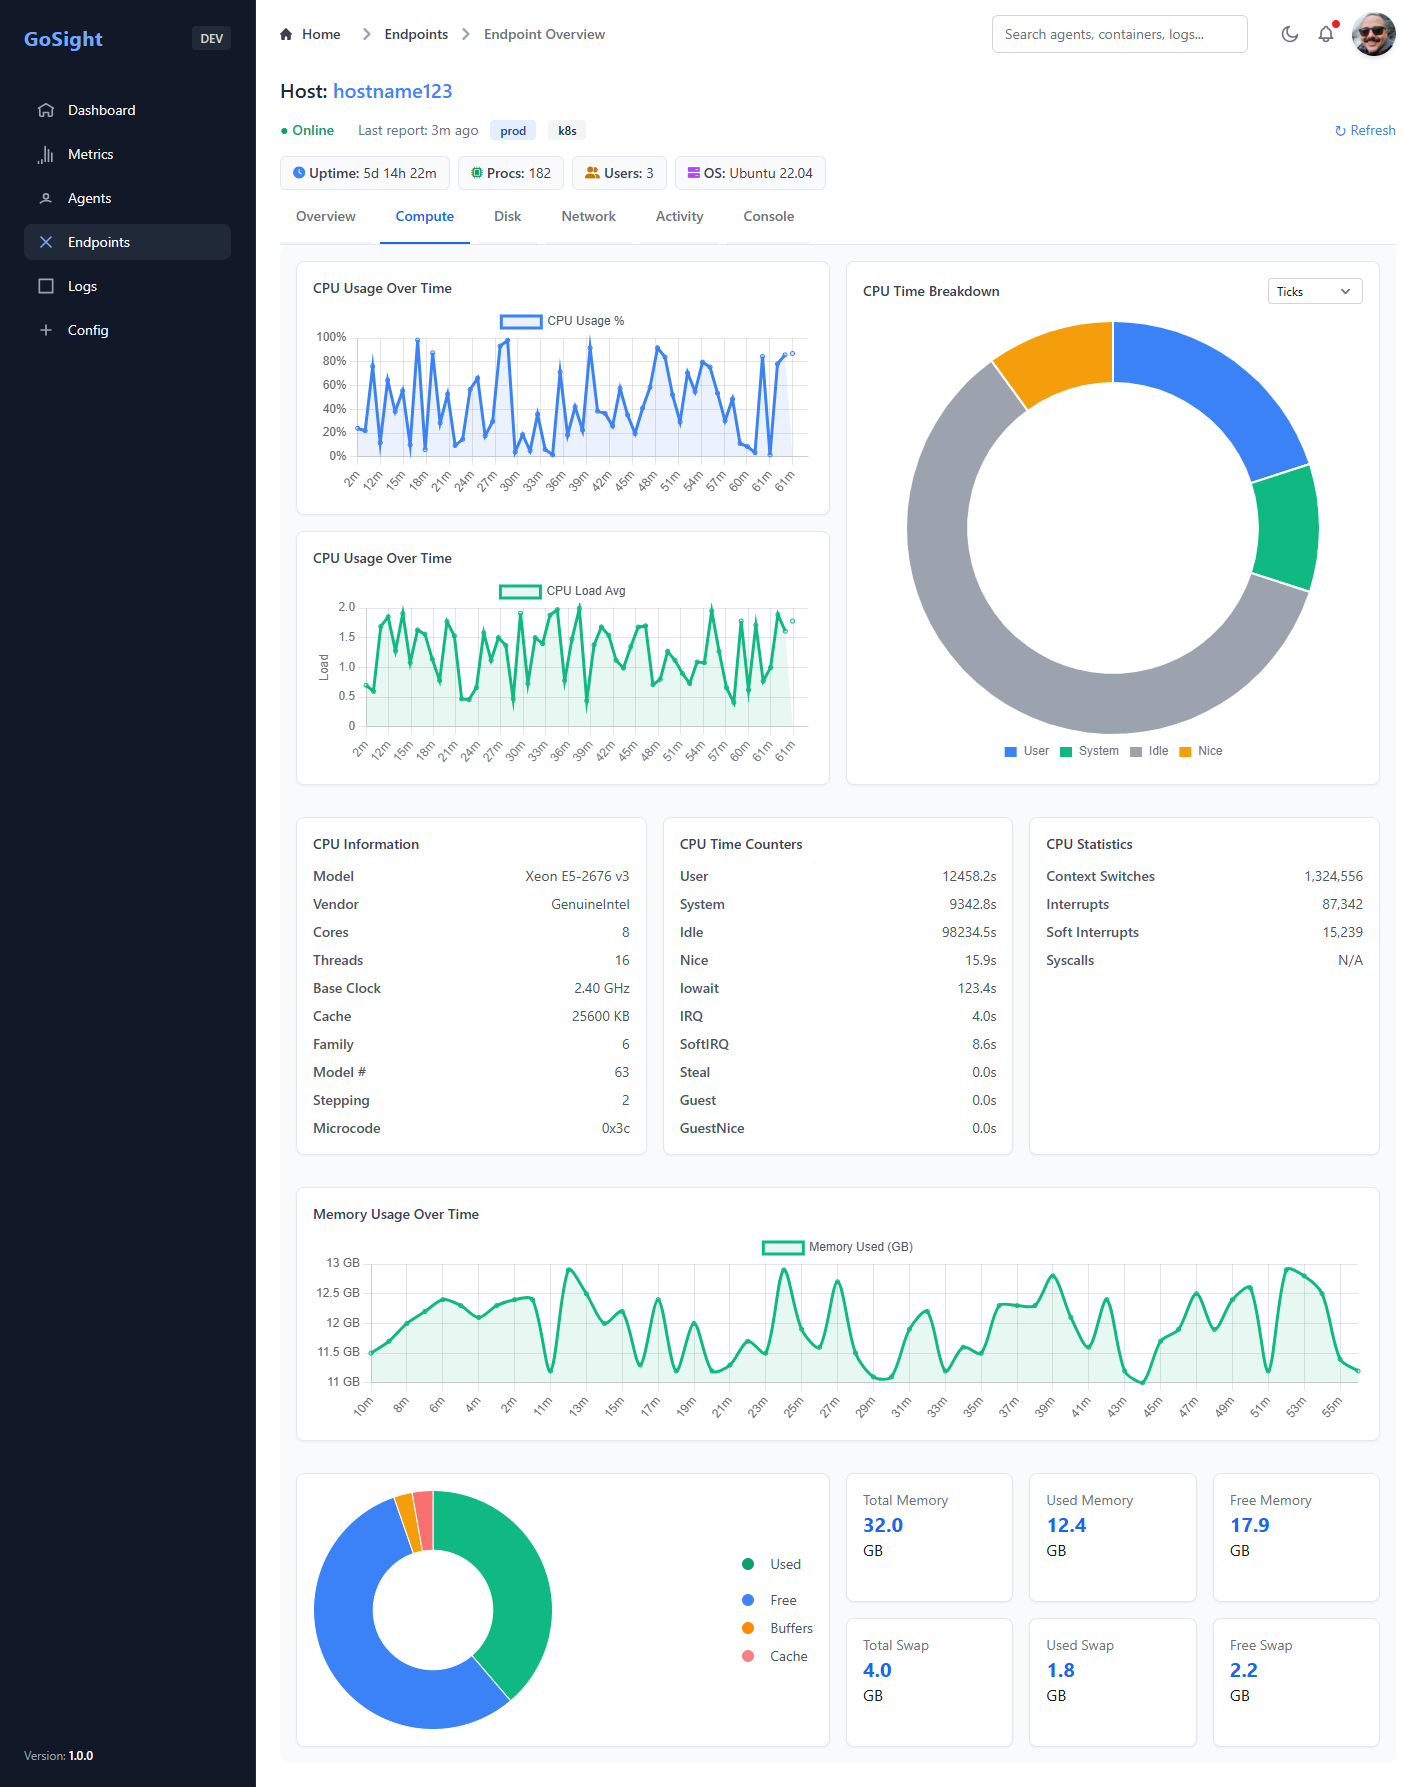 GoSight DEV
Dashboard
Metrics
Agents
Endpoints
Logs
Config
Version: 1.0.0
Home Endpoints Endpoint Overview
Search agents, containers, logs...
Host: hostname123
Online Last report: 3m ago prod k8s
↻ Refresh
Uptime: 5d 14h 22m Procs: 182 Users: 3 OS: Ubuntu 22.04
Overview Compute Disk Network Activity Console
CPU Usage Over Time
CPU Usage %
100%
80%
60%
40%
20%
0%
2m 12m 15m 18m 21m 24m 27m 30m 33m 36m 39m 42m 45m 48m 51m 54m 57m 60m 61m 61m
CPU Usage Over Time
CPU Load Avg
Load
2.0
1.5
1.0
0.5
0
2m 12m 15m 18m 21m 24m 27m 30m 33m 36m 39m 42m 45m 48m 51m 54m 57m 60m 61m 61m
CPU Time Breakdown
Ticks
User System Idle Nice
CPU Information
Model Xeon E5-2676 v3
Vendor GenuineIntel
Cores 8
Threads 16
Base Clock 2.40 GHz
Cache 25600 KB
Family 6
Model # 63
Stepping 2
Microcode 0x3c
CPU Time Counters
User 12458.2s
System 9342.8s
Idle 98234.5s
Nice 15.9s
Iowait 123.4s
IRQ 4.0s
SoftIRQ 8.6s
Steal 0.0s
Guest 0.0s
GuestNice 0.0s
CPU Statistics
Context Switches 1,324,556
Interrupts 87,342
Soft Interrupts 15,239
Syscalls N/A
Memory Usage Over Time
Memory Used (GB)
13 GB
12.5 GB
12 GB
11.5 GB
11 GB
10m 8m 6m 4m 2m 11m 13m 15m 17m 19m 21m 23m 25m 27m 29m 31m 33m 35m 37m 39m 41m 43m 45m 47m 49m 51m 53m 55m
Used
Free
Buffers
Cache
Total Memory
32.0
GB
Used Memory
12.4
GB
Free Memory
17.9
GB
Total Swap
4.0
GB
Used Swap
1.8
GB
Free Swap
2.2
GB